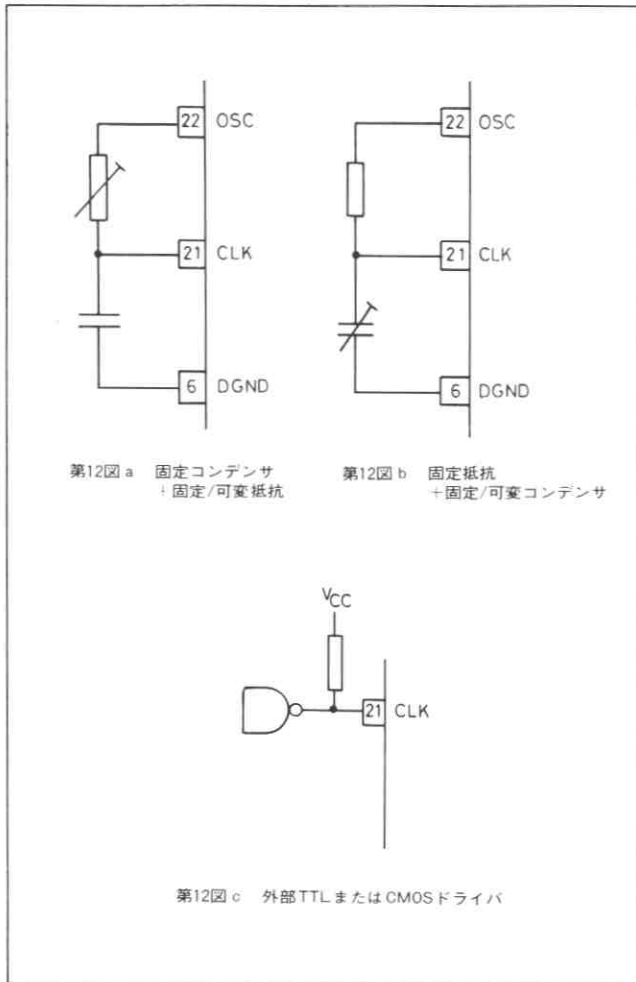 22 OSC
21 CLK
6 DGND
22 OSC
21 CLK
6 DGND
第12図 a 固定コンデンサ
+固定/可変抵抗
第12図 b 固定抵抗
+固定/可変コンデンサ
VCC
21 CLK
第12図 c 外部TTLまたはCMOSドライバ